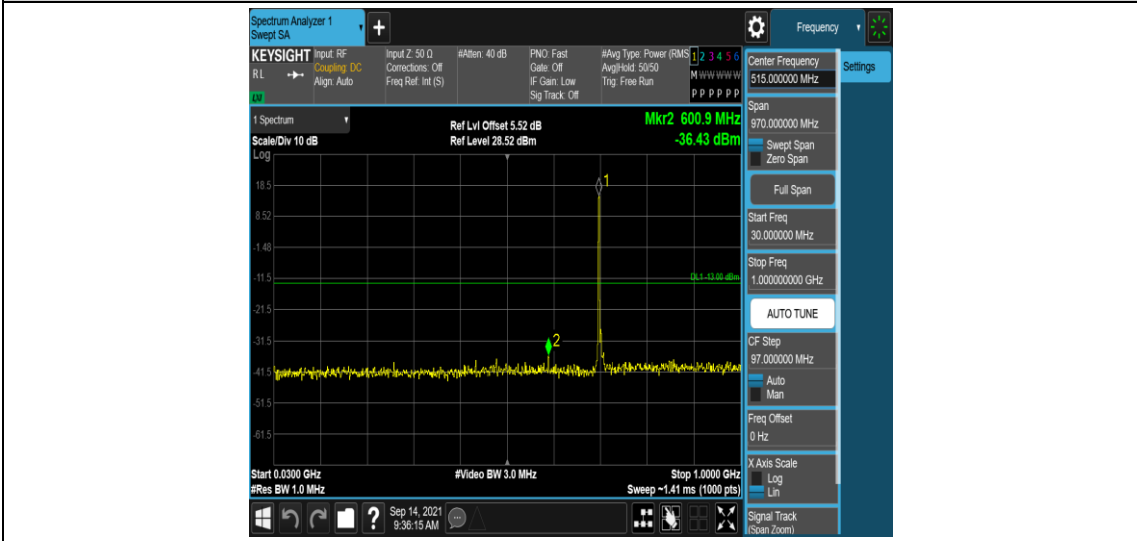 Spectrum Analyzer 1
Swept SA
+
Frequency
KEYSIGHT
RL
Input: RF
Coupling: DC
Align: Auto
Input Z: 50 Ω
Corrections: Off
Freq Ref: Int (S)
#Atten: 40 dB
PNO: Fast
Gate: Off
IF Gain: Low
Sig Track: Off
#Avg Type: Power (RMS
Avg|Hold: 50/50
Trig: Free Run
1 2 3 4 5 6
M W W W W W
P P P P P P
1 Spectrum
Scale/Div 10 dB
Log
Ref Lvl Offset 5.52 dB
Ref Level 28.52 dBm
Mkr2 600.9 MHz
-36.43 dBm
18.5
8.52
-1.48
-11.5
-21.5
-31.5
-41.5
-51.5
-61.5
1
DL1 -13.00 dBm
2
Start 0.0300 GHz
#Res BW 1.0 MHz
#Video BW 3.0 MHz
Stop 1.0000 GHz
Sweep ~1.41 ms (1000 pts)
?
Sep 14, 2021
9:36:15 AM
Center Frequency
515.000000 MHz
Span
970.000000 MHz
Swept Span
Zero Span
Full Span
Start Freq
30.000000 MHz
Stop Freq
1.000000000 GHz
AUTO TUNE
CF Step
97.000000 MHz
Auto
Man
Freq Offset
0 Hz
X Axis Scale
Log
Lin
Signal Track
(Span Zoom)
Settings